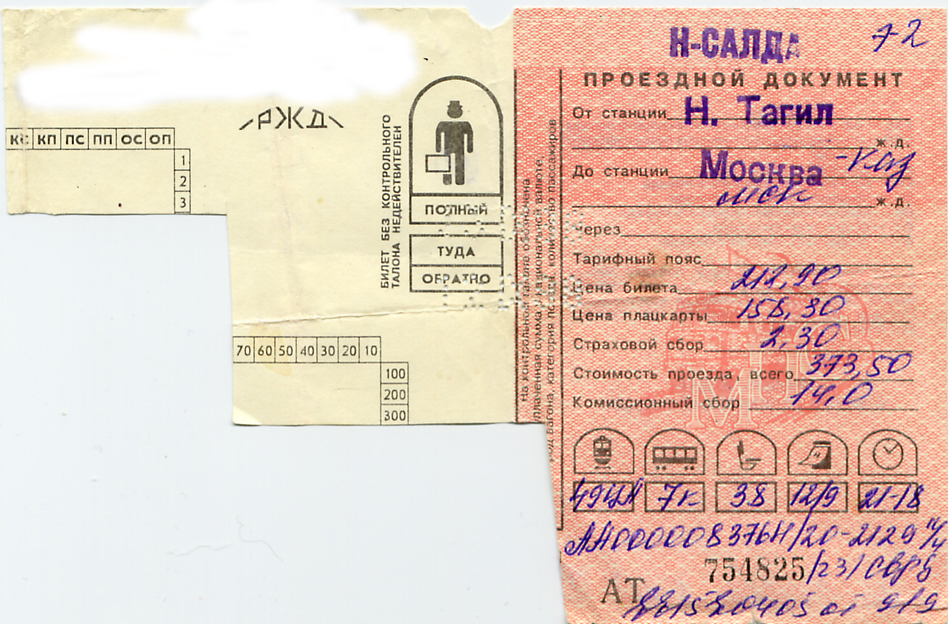 РЖД
КС КП ПС ПП ОС ОП
1
2
3
БИЛЕТ БЕЗ КОНТРОЛЬНОГО
ТАЛОНА НЕДЕЙСТВИТЕЛЕН
ПОЛНЫЙ
ТУДА
ОБРАТНО
70 60 50 40 30 20 10
100
200
300
Н-САЛДА
72
ПРОЕЗДНОЙ ДОКУМЕНТ
От станции Н. Тагил
ж.д.
До станции Москва -Каз
мск ж.д.
Через
Тарифный пояс
Цена билета 212,90
Цена плацкарты 158,30
Страховой сбор 2,30
Стоимость проезда всего 373,50
Комиссионный сбор 14,0
7к 38 12/9 21-18
754825
АТ